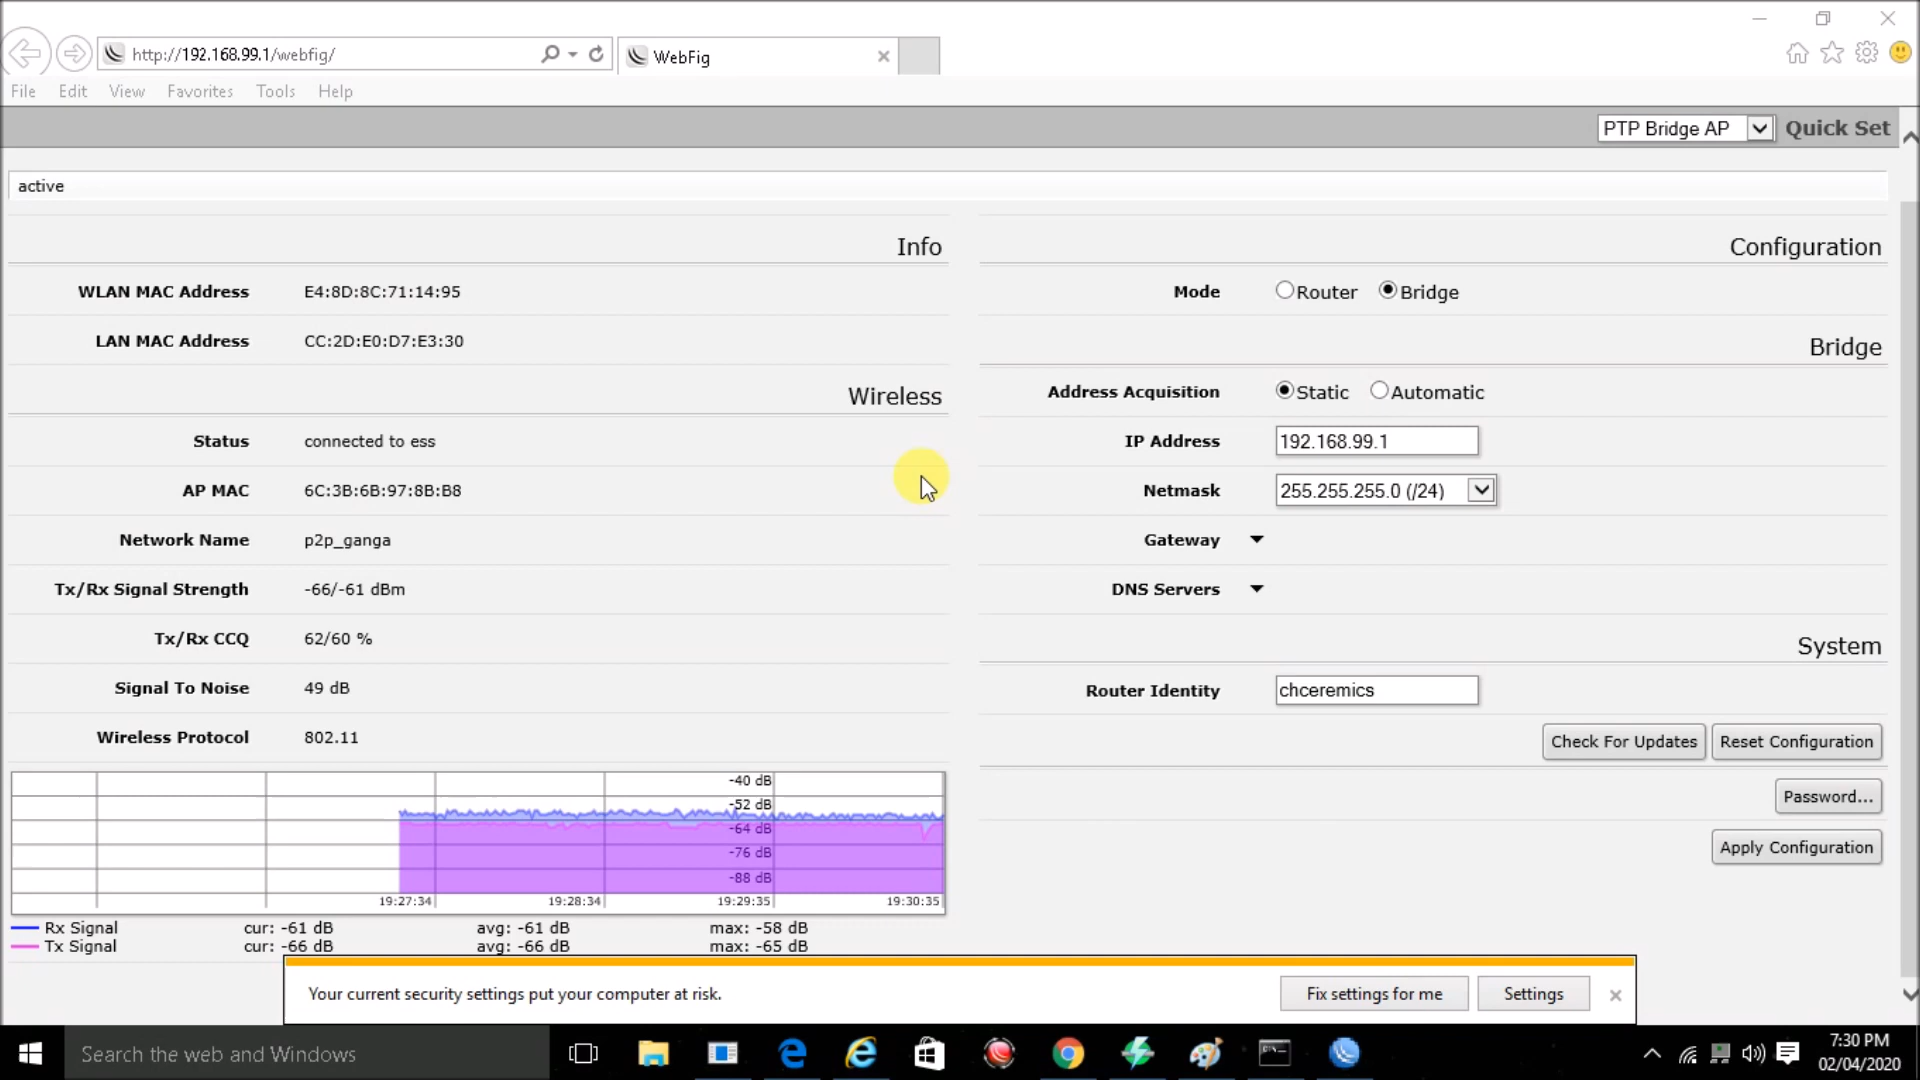 http://192.168.99.1/webfig/
WebFig
File Edit View Favorites Tools Help
PTP Bridge AP Quick Set
active
Info
WLAN MAC Address E4:8D:8C:71:14:95
LAN MAC Address CC:2D:E0:D7:E3:30
Wireless
Status connected to ess
AP MAC 6C:3B:6B:97:8B:B8
Network Name p2p_ganga
Tx/Rx Signal Strength -66/-61 dBm
Tx/Rx CCQ 62/60 %
Signal To Noise 49 dB
Wireless Protocol 802.11
-40 dB
-52 dB
-64 dB
-76 dB
-88 dB
19:27:34 19:28:34 19:29:35 19:30:35
Rx Signal cur: -61 dB avg: -61 dB max: -58 dB
Tx Signal cur: -66 dB avg: -66 dB max: -65 dB
Configuration
Mode Router Bridge
Bridge
Address Acquisition Static Automatic
IP Address 192.168.99.1
Netmask 255.255.255.0 (/24)
Gateway
DNS Servers
System
Router Identity chceremics
Check For Updates Reset Configuration
Password...
Apply Configuration
Your current security settings put your computer at risk. Fix settings for me Settings
Search the web and Windows
7:30 PM
02/04/2020